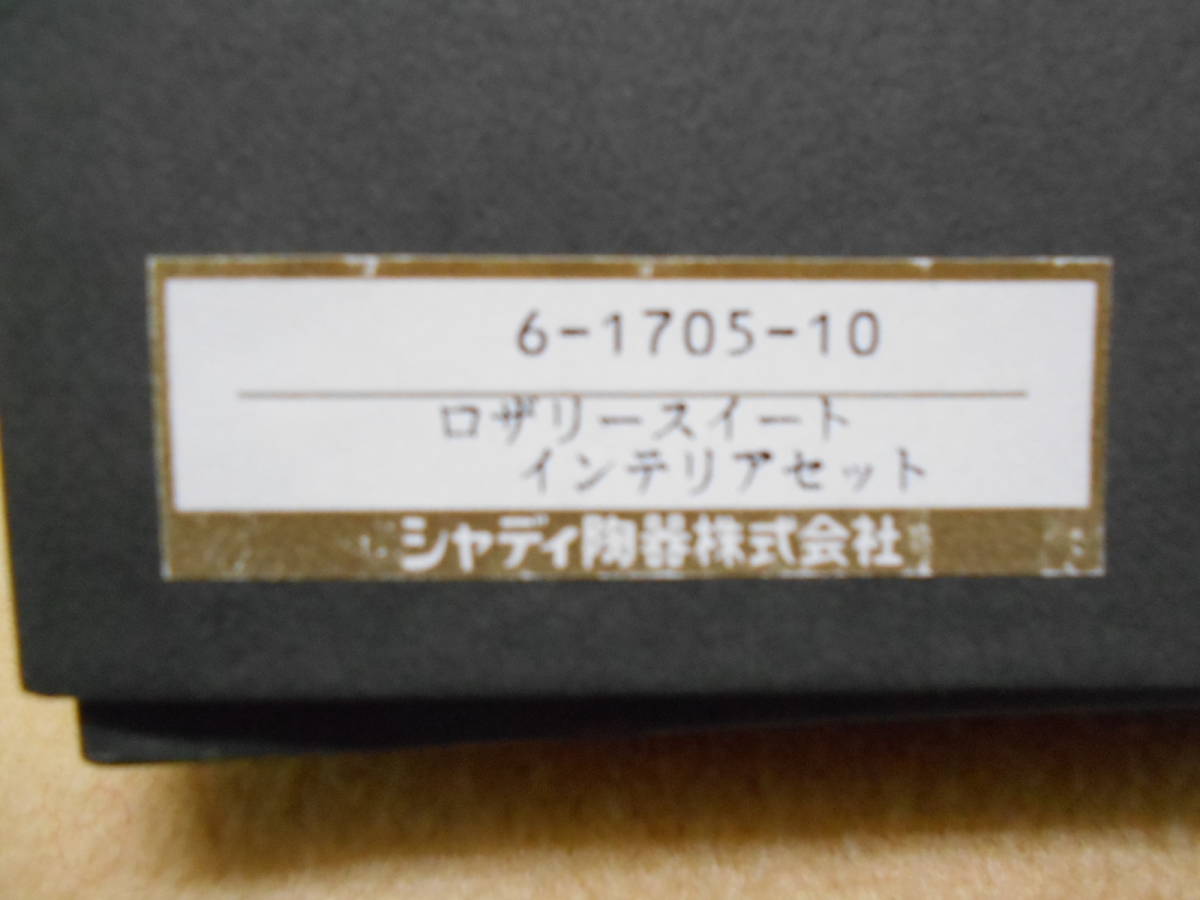 6-1705-10
ロザリースイート
インテリアセット
シャディ陶器株式会社